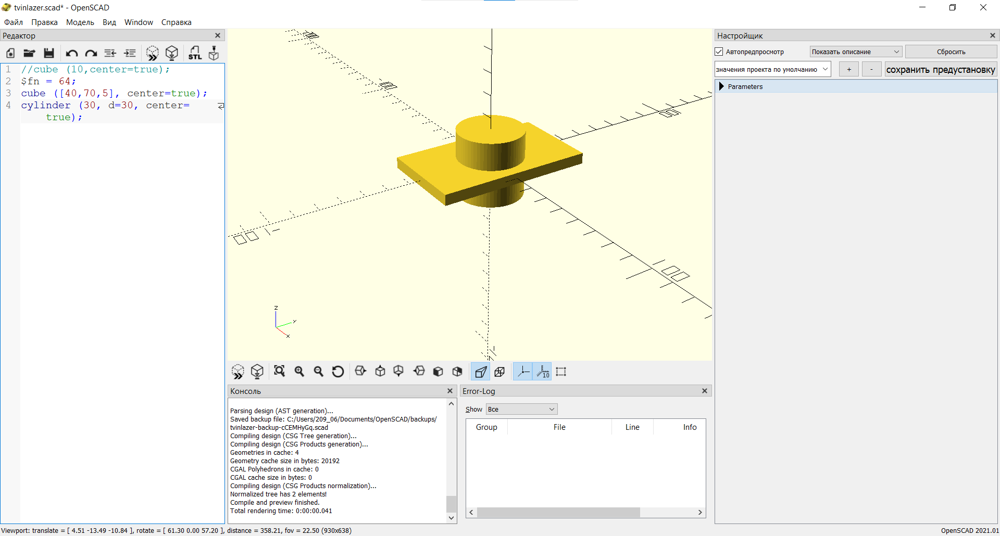 tvinlazer.scad* - OpenSCAD
Файл Правка Модель Вид Window Справка
Редактор
STL
1 //cube (10,center=true);
2 $fn = 64;
3 cube ([40,70,5], center=true);
4 cylinder (30, d=30, center=
true);
z
y
x
10
Консоль
Parsing design (AST generation)...
Saved backup file: C:/Users/209_06/Documents/OpenSCAD/backups/
tvinlazer-backup-cCEMHyGq.scad
Compiling design (CSG Tree generation)...
Compiling design (CSG Products generation)...
Geometries in cache: 4
Geometry cache size in bytes: 20192
CGAL Polyhedrons in cache: 0
CGAL cache size in bytes: 0
Compiling design (CSG Products normalization)...
Normalized tree has 2 elements!
Compile and preview finished.
Total rendering time: 0:00:00.041
Error-Log
Show Все
Group File Line Info
Настройщик
Автопредпросмотр Показать описание Сбросить
значения проекта по умолчанию + - сохранить предустановку
Parameters
Viewport: translate = [ 4.51 -13.49 -10.84 ], rotate = [ 61.30 0.00 57.20 ], distance = 358.21, fov = 22.50 (930x638)
OpenSCAD 2021.01